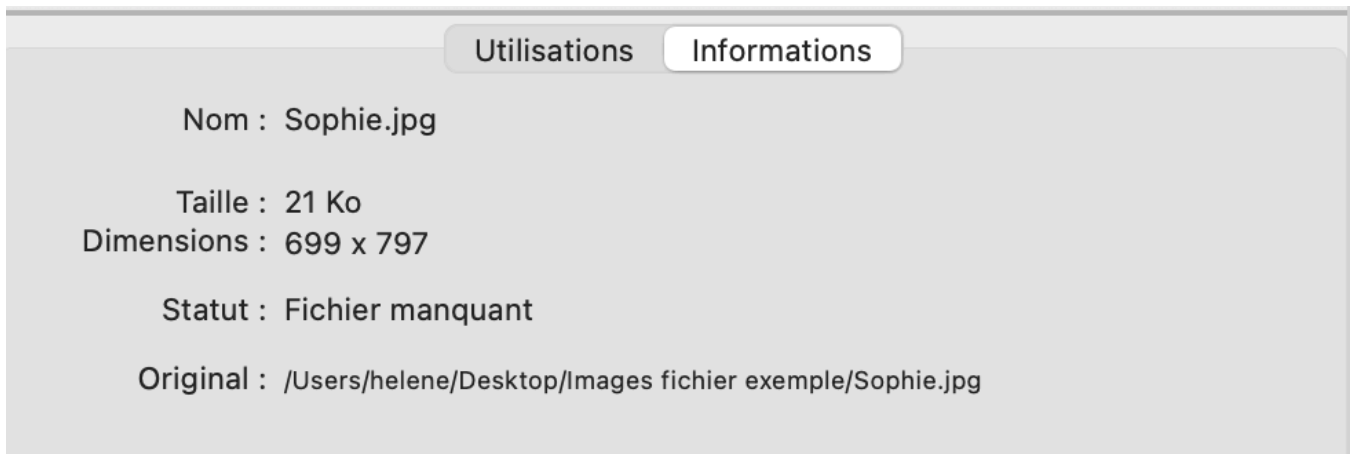 Utilisations Informations
Nom : Sophie.jpg
Taille : 21 Ko
Dimensions : 699 x 797
Statut : Fichier manquant
Original : /Users/helene/Desktop/Images fichier exemple/Sophie.jpg